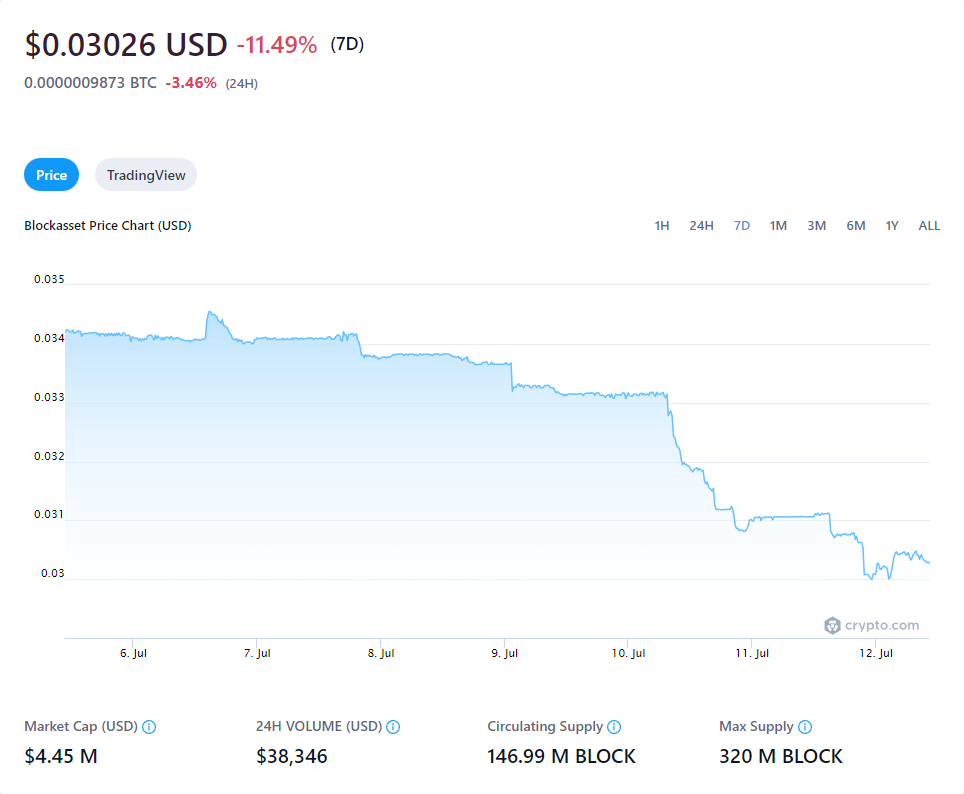 $0.03026 USD -11.49% (7D)
0.0000009873 BTC -3.46% (24H)
Price TradingView
Blockasset Price Chart (USD) 1H 24H 7D 1M 3M 6M 1Y ALL
0.035
0.034
0.033
0.032
0.031
0.03
crypto.com
6. Jul 7. Jul 8. Jul 9. Jul 10. Jul 11. Jul 12. Jul
Market Cap (USD) 24H VOLUME (USD) Circulating Supply Max Supply
$4.45 M $38,346 146.99 M BLOCK 320 M BLOCK